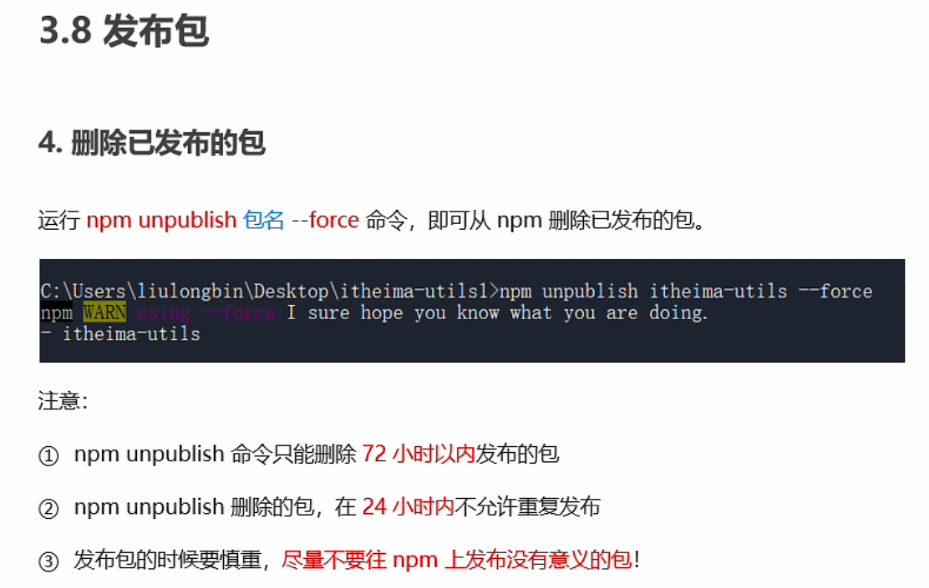 3.8 发布包
4. 删除已发布的包
运行 npm unpublish 包名 --force 命令，即可从 npm 删除已发布的包。
C:\Users\liulongbin\Desktop\itheima-utils1>npm unpublish itheima-utils --force
npm WARN using --force I sure hope you know what you are doing.
- itheima-utils
注意：
① npm unpublish 命令只能删除 72 小时以内发布的包
② npm unpublish 删除的包，在 24 小时内不允许重复发布
③ 发布包的时候要慎重，尽量不要往 npm 上发布没有意义的包！